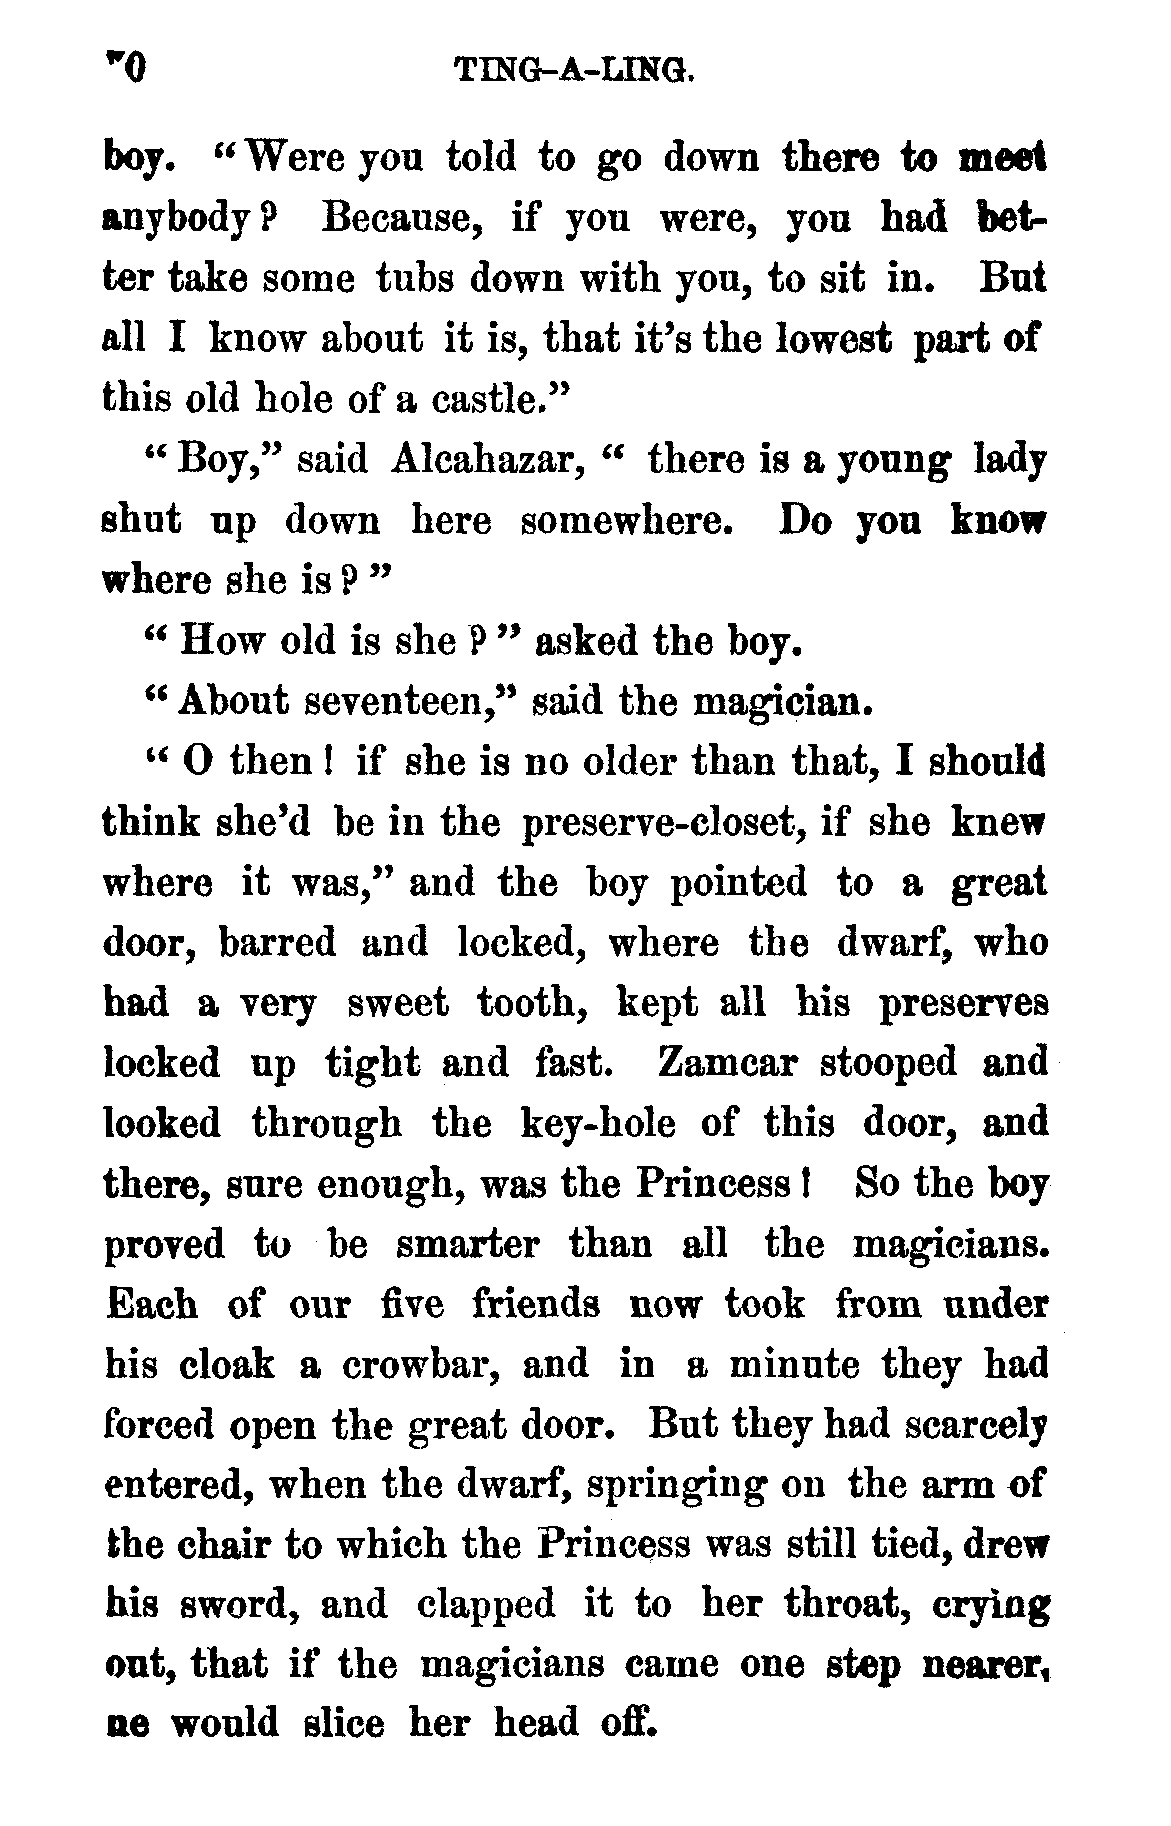 TING-A-LING.
boy. "Were you told to go down there to meet
anybody? Because, if you were, you had bet-
ter take some tubs down with you, to sit in. But
all I know about it is, that it's the lowest part of
this old hole of a castle."
"Boy," said Alcahazar, "there is a young lady
shut up down here somewhere. Do you know
where she is?"
"How old is she?" asked the boy.
"About seventeen," said the magician.
"O then! if she is no older than that, I should
think she'd be in the preserve-closet, if she knew
where it was," and the boy pointed to a great
door, barred and locked, where the dwarf, who
had a very sweet tooth, kept all his preserves
locked up tight and fast. Zamcar stooped and
looked through the key-hole of this door, and
there, sure enough, was the Princess! So the boy
proved to be smarter than all the magicians.
Each of our five friends now took from under
his cloak a crowbar, and in a minute they had
forced open the great door. But they had scarcely
entered, when the dwarf, springing on the arm of
the chair to which the Princess was still tied, drew
his sword, and clapped it to her throat, crying
out, that if the magicians came one step nearer,
he would slice her head off.